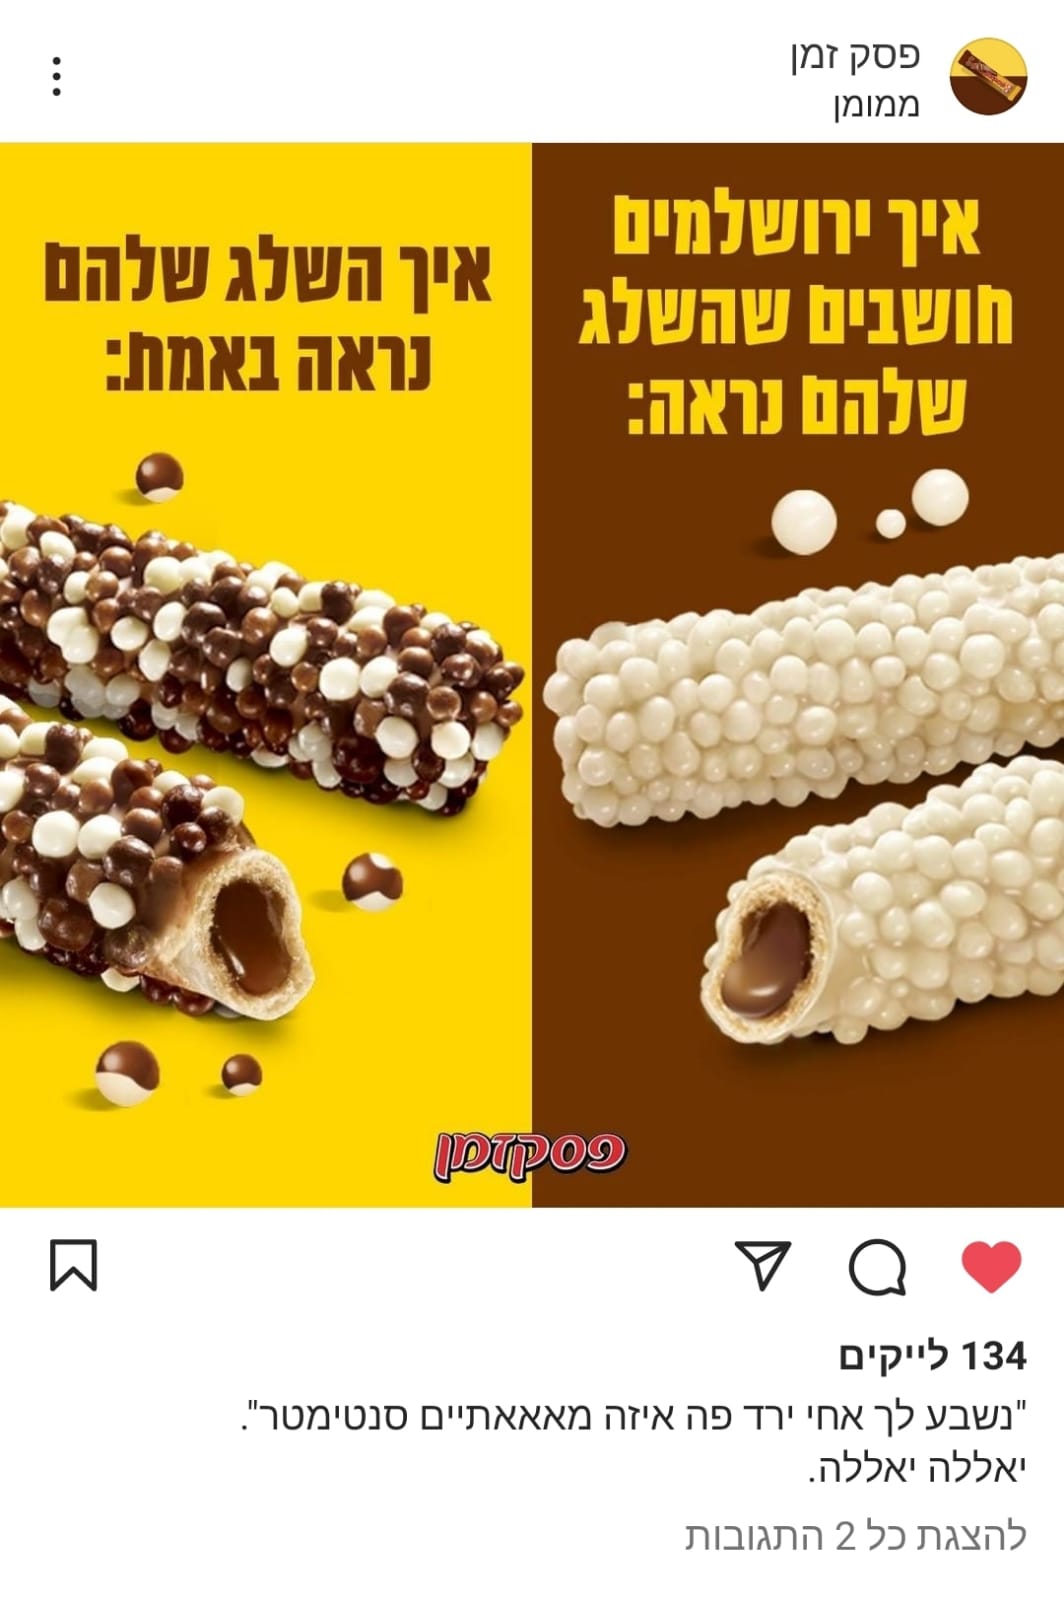 פסק זמן
ממומן
איך ירושלמים
חושבים שהשלג
שלהם נראה:
איך השלג שלהם
נראה באמת:
פסקזמן
134 לייקים
"נשבע לך אחי ירד פה איזה מאאאתיים סנטימטר".
יאללה יאללה.
להצגת כל 2 התגובות